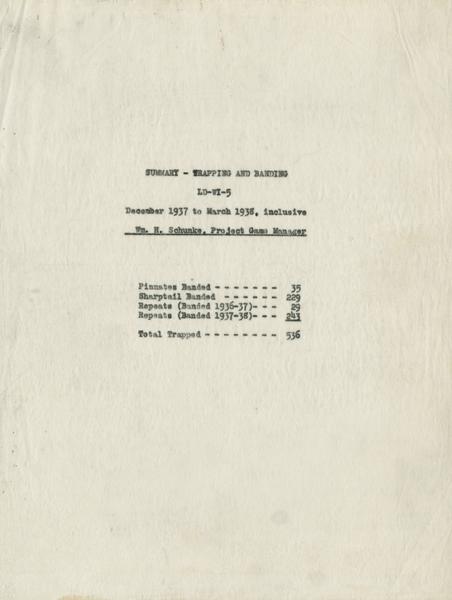 SUMMARY - TRAPPING AND BANDING
LD-WI-5
December 1937 to March 1938, inclusive
Wm. H. Schunke, Project Game Manager
Pinnates Banded - - - - - - - 35
Sharptail Banded - - - - - - 229
Repeats (Banded 1936-37)- - - 29
Repeats (Banded 1937-38)- - - 243
Total Trapped - - - - - - - - 536